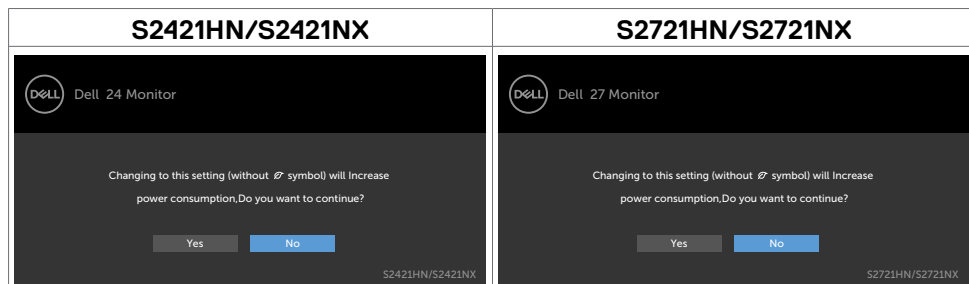 S2421HN/S2421NX
S2721HN/S2721NX
DELL Dell 24 Monitor
Changing to this setting (without symbol) will Increase
power consumption,Do you want to continue?
Yes No
S2421HN/S2421NX
DELL Dell 27 Monitor
Changing to this setting (without symbol) will Increase
power consumption,Do you want to continue?
Yes No
S2721HN/S2721NX